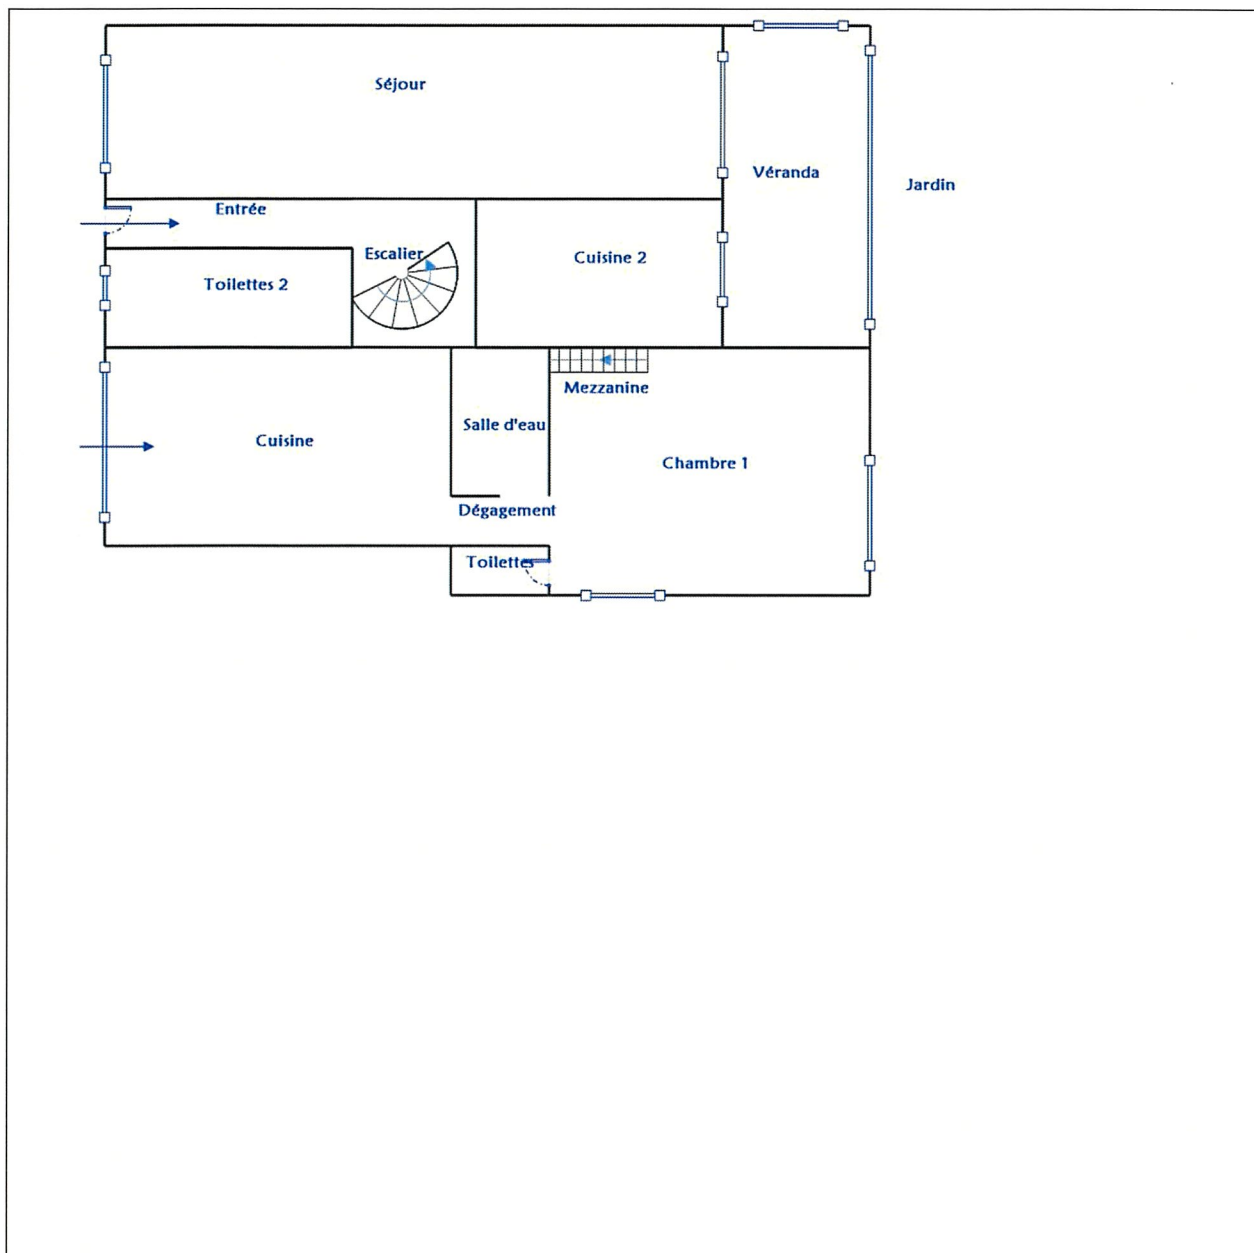 Séjour
Véranda
Jardin
Entrée
Escalier
Cuisine 2
Toilettes 2
Mezzanine
Salle d'eau
Cuisine
Chambre 1
Dégagement
Toilettes